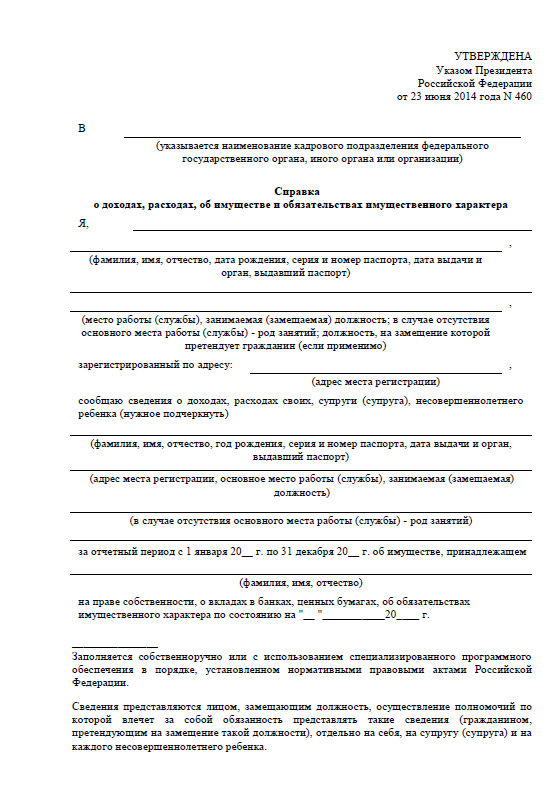 УТВЕРЖДЕНА
Указом Президента
Российской Федерации
от 23 июня 2014 года N 460
В
(указывается наименование кадрового подразделения федерального
государственного органа, иного органа или организации)
Справка
о доходах, расходах, об имуществе и обязательствах имущественного характера
Я,
,
(фамилия, имя, отчество, дата рождения, серия и номер паспорта, дата выдачи и
орган, выдавший паспорт)
,
(место работы (службы), занимаемая (замещаемая) должность; в случае отсутствия
основного места работы (службы) - род занятий; должность, на замещение которой
претендует гражданин (если применимо)
зарегистрированный по адресу: ,
(адрес места регистрации)
сообщаю сведения о доходах, расходах своих, супруги (супруга), несовершеннолетнего
ребенка (нужное подчеркнуть)
(фамилия, имя, отчество, год рождения, серия и номер паспорта, дата выдачи и орган,
выдавший паспорт)
(адрес места регистрации, основное место работы (службы), занимаемая (замещаемая)
должность)
(в случае отсутствия основного места работы (службы) - род занятий)
за отчетный период с 1 января 20__ г. по 31 декабря 20__ г. об имуществе, принадлежащем
(фамилия, имя, отчество)
на праве собственности, о вкладах в банках, ценных бумагах, об обязательствах
имущественного характера по состоянию на "__ "____________20____ г.
Заполняется собственноручно или с использованием специализированного программного
обеспечения в порядке, установленном нормативными правовыми актами Российской
Федерации.
Сведения представляются лицом, замещающим должность, осуществление полномочий по
которой влечет за собой обязанность представлять такие сведения (гражданином,
претендующим на замещение такой должности), отдельно на себя, на супругу (супруга) и на
каждого несовершеннолетнего ребенка.